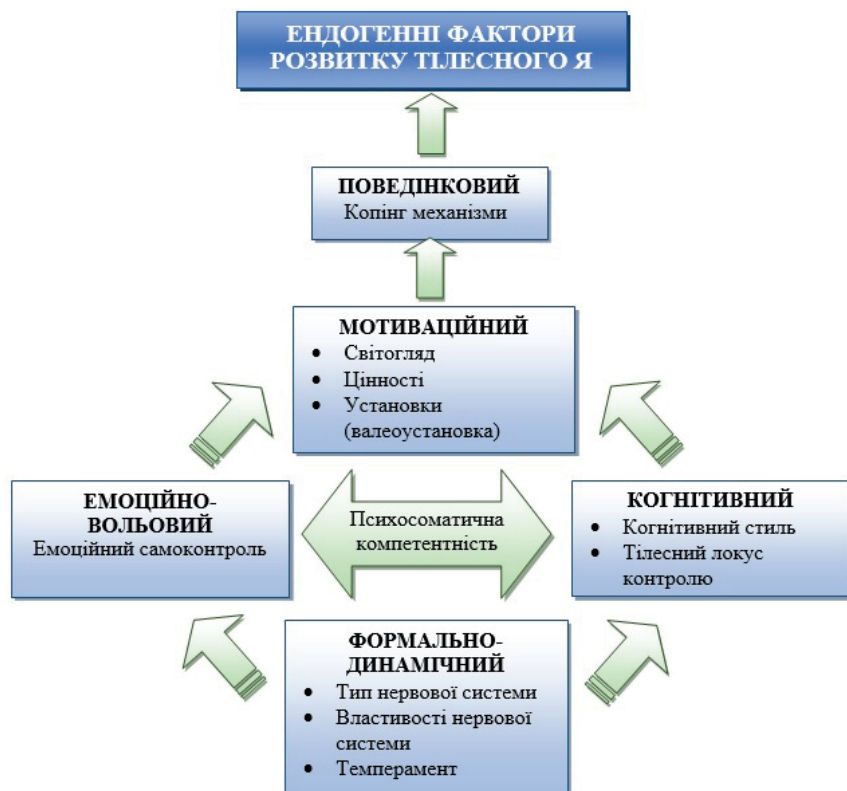 ЕНДОГЕННІ ФАКТОРИ
РОЗВИТКУ ТІЛЕСНОГО Я
ПОВЕДІНКОВИЙ
Копінг механізми
МОТИВАЦІЙНИЙ
• Світогляд
• Цінності
• Установки
(валеоустановка)
ЕМОЦІЙНО-
ВОЛЬОВИЙ
Емоційний самоконтроль
Психосоматична
компетентність
КОГНІТИВНИЙ
• Когнітивний стиль
• Тілесний локус
контролю
ФОРМАЛЬНО-
ДИНАМІЧНИЙ
• Тип нервової системи
• Властивості нервової
системи
• Темперамент